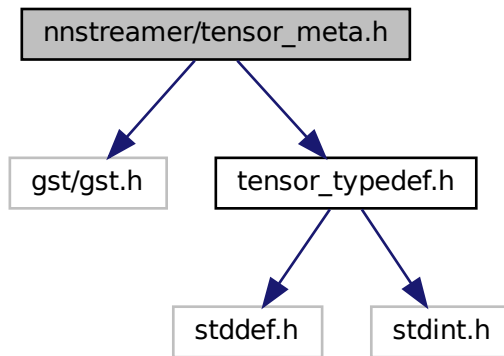 nnstreamer/tensor_meta.h
gst/gst.h
tensor_typedef.h
stddef.h
stdint.h